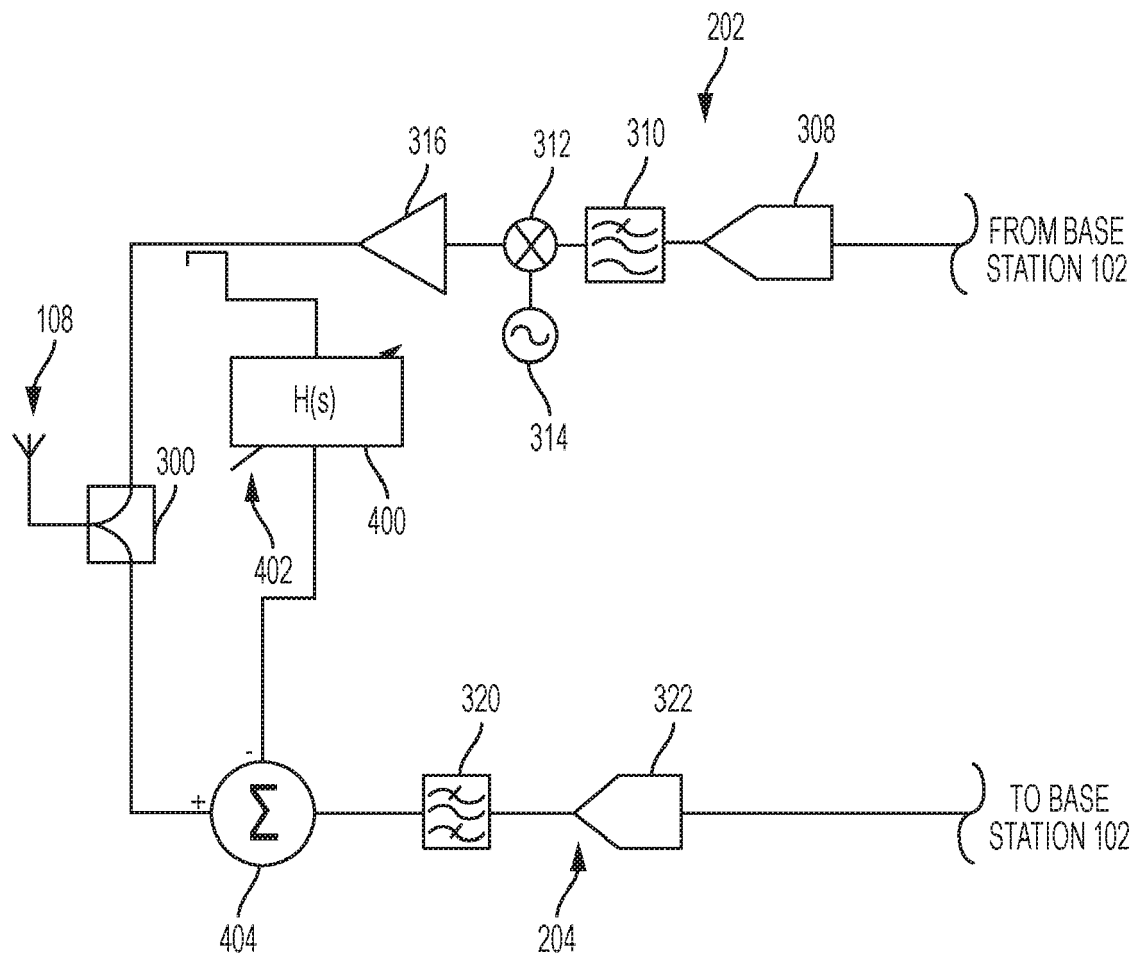 202
308
310
312
316
FROM BASE
STATION 102
108
314
H(s)
300
400
402
320
322
-
+
Σ
TO BASE
STATION 102
404
204